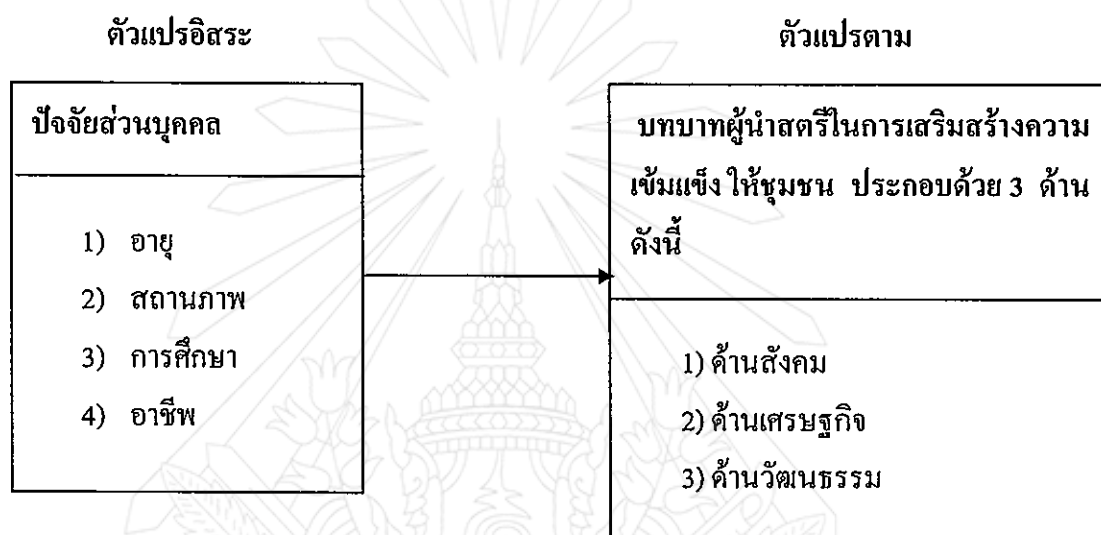 ตัวแปรอิสระ
ตัวแปรตาม
ปัจจัยส่วนบุคคล
1) อายุ
2) สถานภาพ
3) การศึกษา
4) อาชีพ
บทบาทผู้นำสตรีในการเสริมสร้างความ
เข้มแข็ง ให้ชุมชน ประกอบด้วย 3 ด้าน
ดังนี้
1) ด้านสังคม
2) ด้านเศรษฐกิจ
3) ด้านวัฒนธรรม